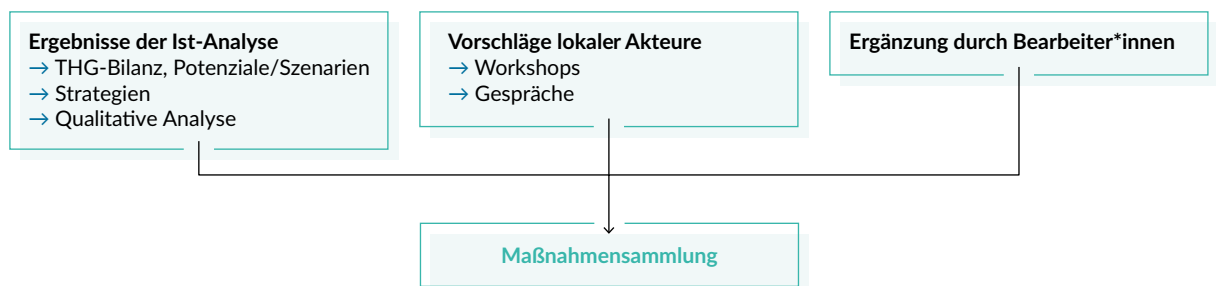 Ergebnisse der Ist-Analyse
→ THG-Bilanz, Potenziale/Szenarien
→ Strategien
→ Qualitative Analyse
Vorschläge lokaler Akteure
→ Workshops
→ Gespräche
Ergänzung durch Bearbeiter*innen
Maßnahmensammlung